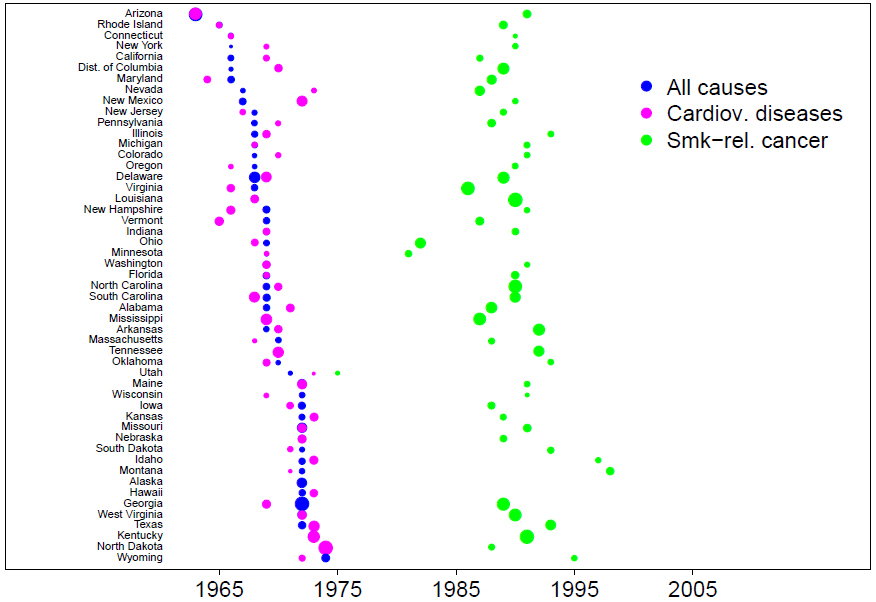 Arizona
Rhode Island
Connecticut
New York
California
Dist. of Columbia
Maryland
Nevada
New Mexico
New Jersey
Pennsylvania
Illinois
Michigan
Colorado
Oregon
Delaware
Virginia
Louisiana
New Hampshire
Vermont
Indiana
Ohio
Minnesota
Washington
Florida
North Carolina
South Carolina
Alabama
Mississippi
Arkansas
Massachusetts
Tennessee
Oklahoma
Utah
Maine
Wisconsin
Iowa
Kansas
Missouri
Nebraska
South Dakota
Idaho
Montana
Alaska
Hawaii
Georgia
West Virginia
Texas
Kentucky
North Dakota
Wyoming
All causes
Cardiov. diseases
Smk−rel. cancer
1965 1975 1985 1995 2005